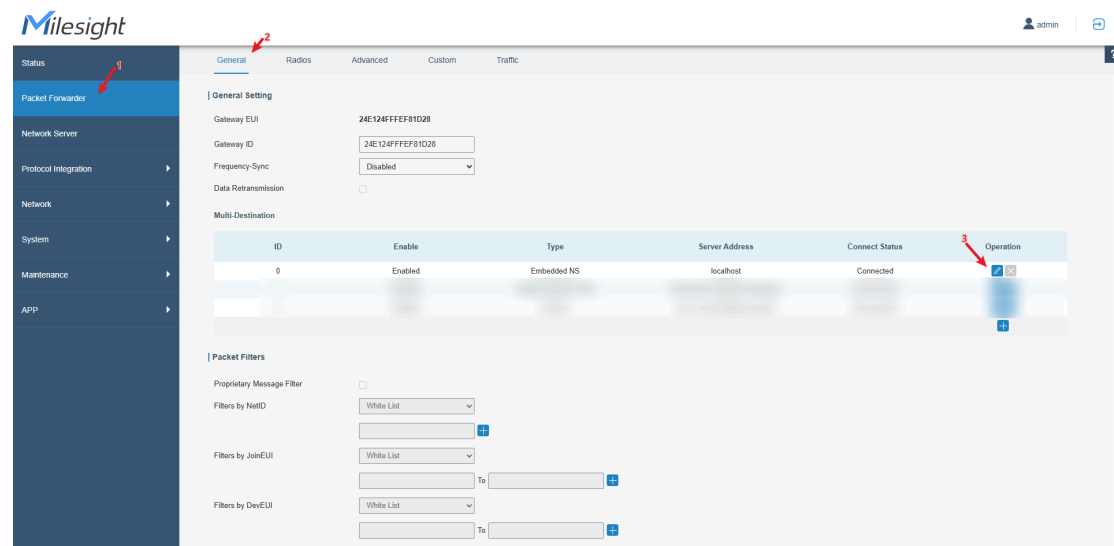 Milesight
admin
Status
1
2
General Radios Advanced Custom Traffic
?
Packet Forwarder
General Setting
Gateway EUI 24E124FFFEF81D28
Network Server
Gateway ID 24E124FFFEF81D28
Protocol Integration
Frequency-Sync Disabled
Data Retransmission
Network
Multi-Destination
System
3
ID Enable Type Server Address Connect Status Operation
Maintenance
0 Enabled Embedded NS localhost Connected
APP
Packet Filters
Proprietary Message Filter
Filters by NetID White List
Filters by JoinEUI White List
To
Filters by DevEUI White List
To